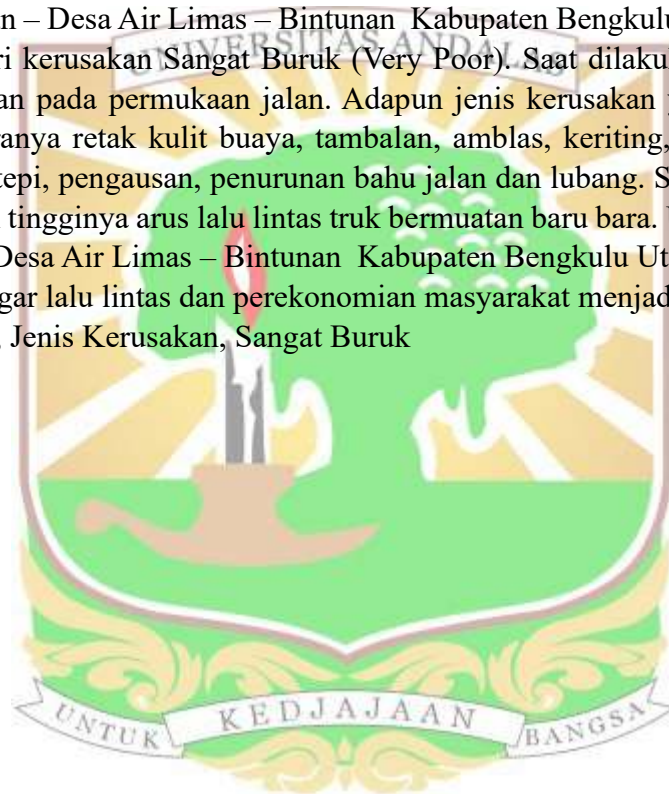 n – Desa Air Limas – Bintunan Kabupaten Bengkulu
ri kerusakan Sangat Buruk (Very Poor). Saat dilaku
an pada permukaan jalan. Adapun jenis kerusakan
ranya retak kulit buaya, tambalan, amblas, keriting,
tepi, pengausan, penurunan bahu jalan dan lubang. S
tingginya arus lalu lintas truk bermuatan baru bara.
Desa Air Limas – Bintunan Kabupaten Bengkulu Ut
gar lalu lintas dan perekonomian masyarakat menjad
, Jenis Kerusakan, Sangat Buruk
UNIVERSITAS ANDALAS
UNTUK KEDJAJAAN BANGSA